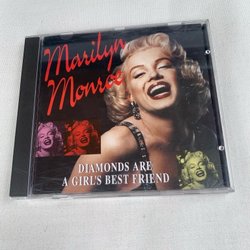 Marilyn
Monroe
DIAMONDS ARE
A GIRL'S BEST FRIEND